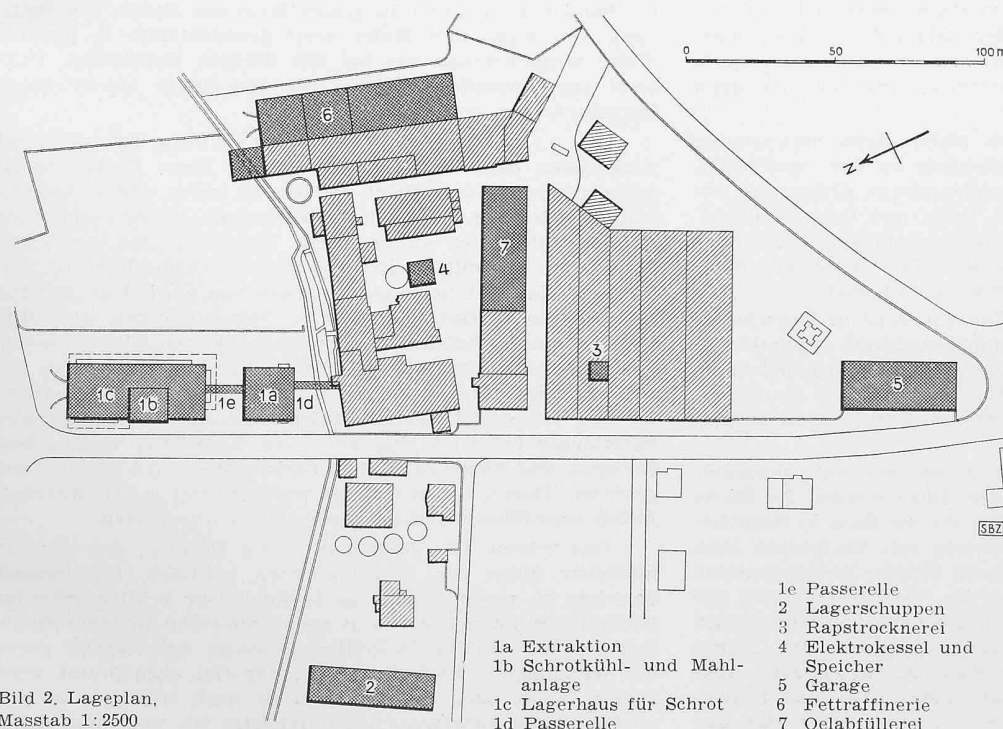 0 50 100 m
N
6
7
4
3
5
1c 1b 1e 1a 1d
SBZ
2
1a Extraktion
1b Schrotkühl- und Mahl-
anlage
1c Lagerhaus für Schrot
1d Passerelle
1e Passerelle
2 Lagerschuppen
3 Rapstrocknerei
4 Elektrokessel und
Speicher
5 Garage
6 Fettraffinerie
7 Oelabfüllerei
Bild 2. Lageplan,
Masstab 1:2500